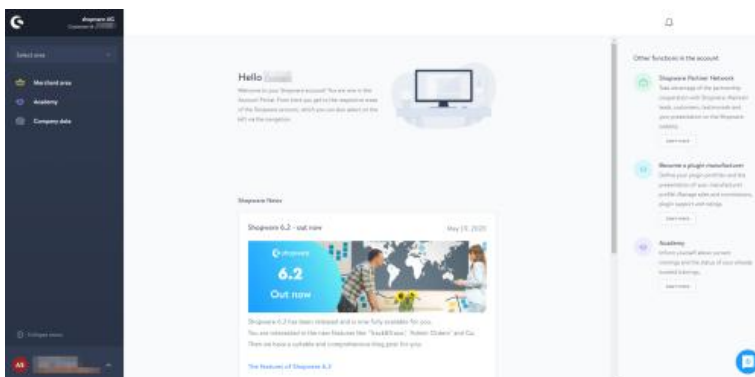 shopware AG
Select area
Merchant area
Academy
Company data
Collapse menu
AS
Hello
Welcome to your Shopware account! You are now in the
Account Portal. From here you get to the respective areas
of the Shopware account, which you can also select on the
left via the navigation.
Shopware News
Shopware 6.2 - out now
May 19, 2020
shopware
6.2
Out now
Shopware 6.2 has been released and is now fully available for you.
You are interested in the new features like "Rule Orders" and Co.
Then we have a suitable and comprehensive blog post for you.
The features of Shopware 6.2
Other functions in the account
Shopware Partner Network
Take advantage of the partnership
cooperation with Shopware. Maintain
leads, customers, testimonials and
your presentation on the Shopware
website.
Learn more
Become a plugin manufacturer
Define your plugin portfolio and the
presentation of your manufacturer
profile. Manage sales and commissions,
plugin support and ratings.
Learn more
Academy
Inform yourself about current
trainings and the status of your already
booked trainings.
Learn more